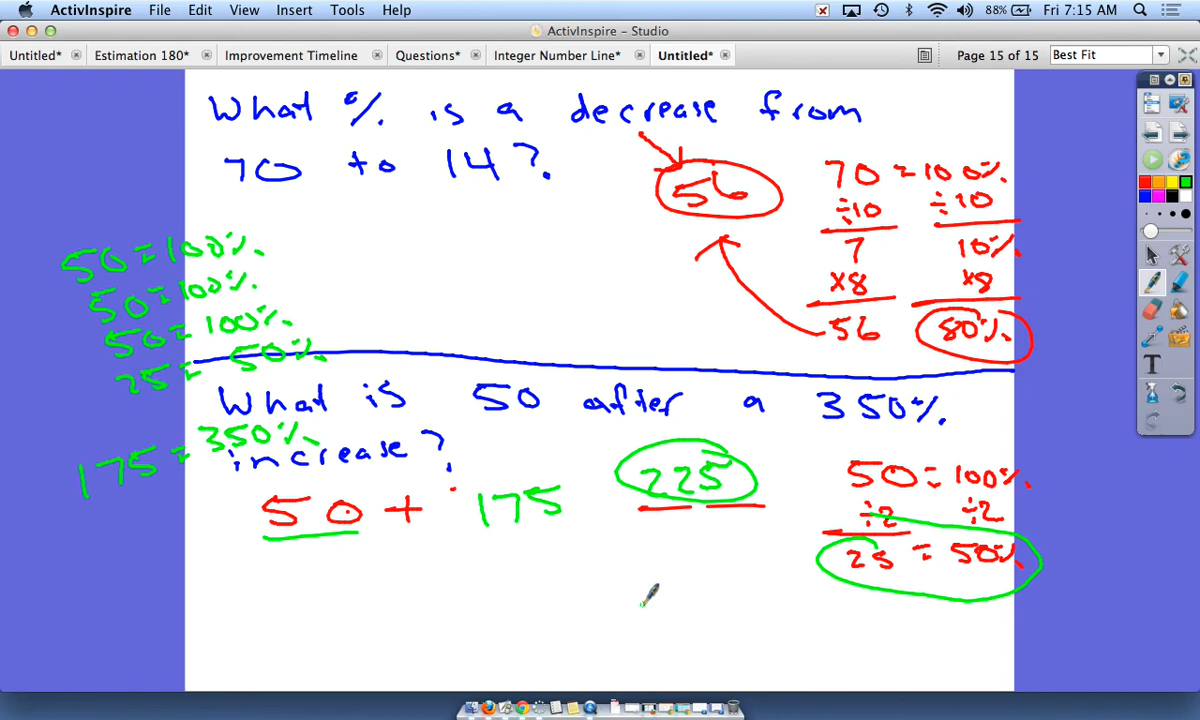 ActivInspire File Edit View Insert Tools Help 88% Fri 7:15 AM
ActivInspire – Studio
Untitled* Estimation 180* Improvement Timeline Questions* Integer Number Line* Untitled* Page 15 of 15 Best Fit
What % is a decrease from
70 to 14?
56
70 = 100%
÷10 ÷10
7 10%
x8 x8
56 80%
50 = 100%
50 = 100%
50 = 100%
25 = 50%
175 = 350%
What is 50 after a 350%
increase?
50 + 175 225
50 = 100%
÷2 ÷2
25 = 50%
T